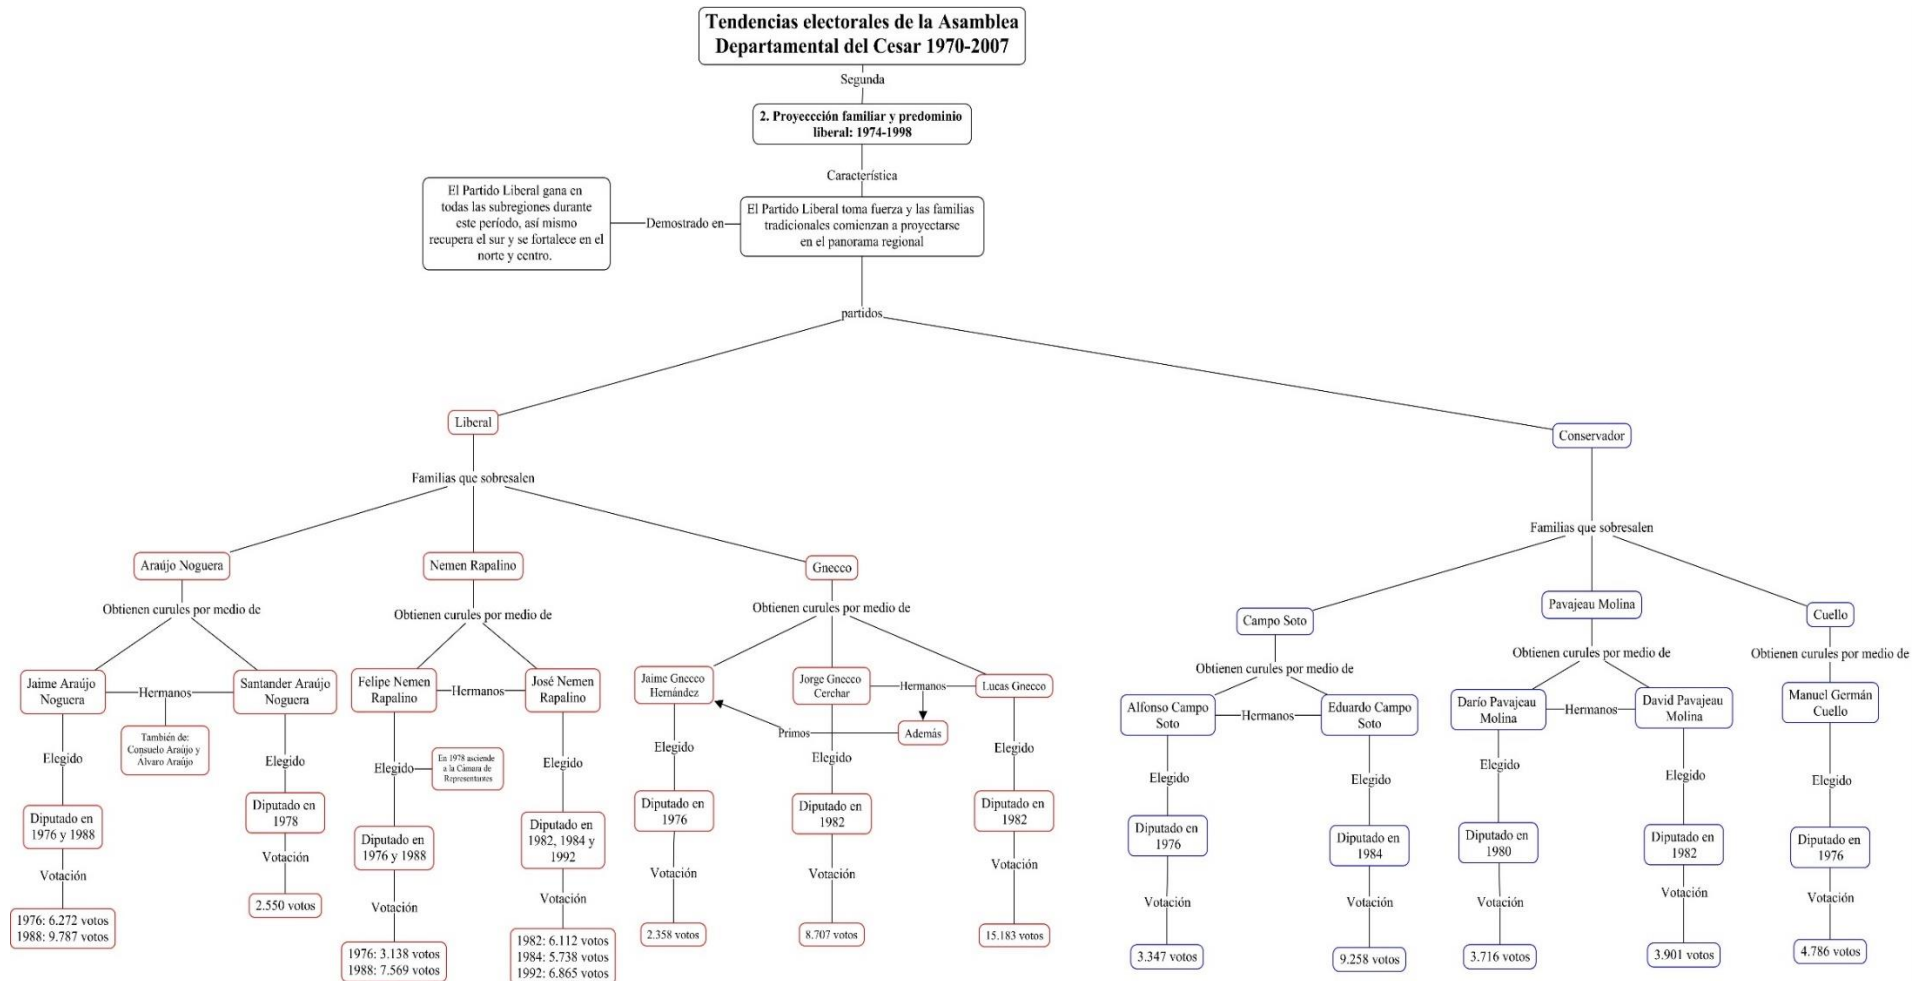 Tendencias electorales de la Asamblea
Departamental del Cesar 1970-2007
Segunda
2. Proyeccción familiar y predominio
liberal: 1974-1998
Característica
El Partido Liberal gana en
todas las subregiones durante
este período, así mismo
recupera el sur y se fortalece en el
norte y centro.
Demostrado en
El Partido Liberal toma fuerza y las familias
tradicionales comienzan a proyectarse
en el panorama regional
partidos
Liberal
Familias que sobresalen
Araújo Noguera
Obtienen curules por medio de
Jaime Araújo
Noguera
Hermanos
Santander Araújo
Noguera
También de:
Consuelo Araújo y
Alvaro Araújo
Elegido
Diputado en
1976 y 1988
Votación
1976: 6.272 votos
1988: 9.787 votos
Elegido
Diputado en
1978
Votación
2.550 votos
Nemen Rapalino
Obtienen curules por medio de
Felipe Nemen
Rapalino
Hermanos
José Nemen
Rapalino
Elegido
En 1978 asciende
a la Cámara de
Representantes
Diputado en
1976 y 1988
Votación
1976: 3.138 votos
1988: 7.569 votos
Elegido
Diputado en
1982, 1984 y
1992
Votación
1982: 6.112 votos
1984: 5.738 votos
1992: 6.865 votos
Gnecco
Obtienen curules por medio de
Jaime Gnecco
Hernández
Jorge Gnecco
Cerchar
Hermanos
Lucas Gnecco
Primos
Además
Elegido
Diputado en
1976
Votación
2.358 votos
Elegido
Diputado en
1982
Votación
8.707 votos
Elegido
Diputado en
1982
Votación
15.183 votos
Conservador
Familias que sobresalen
Campo Soto
Obtienen curules por medio de
Alfonso Campo
Soto
Hermanos
Eduardo Campo
Soto
Elegido
Diputado en
1976
Votación
3.347 votos
Elegido
Diputado en
1984
Votación
9.258 votos
Pavajeau Molina
Obtienen curules por medio de
Darío Pavajeau
Molina
Hermanos
David Pavajeau
Molina
Elegido
Diputado en
1980
Votación
3.716 votos
Elegido
Diputado en
1982
Votación
3.901 votos
Cuello
Obtienen curules por medio de
Manuel Germán
Cuello
Elegido
Diputado en
1976
Votación
4.786 votos